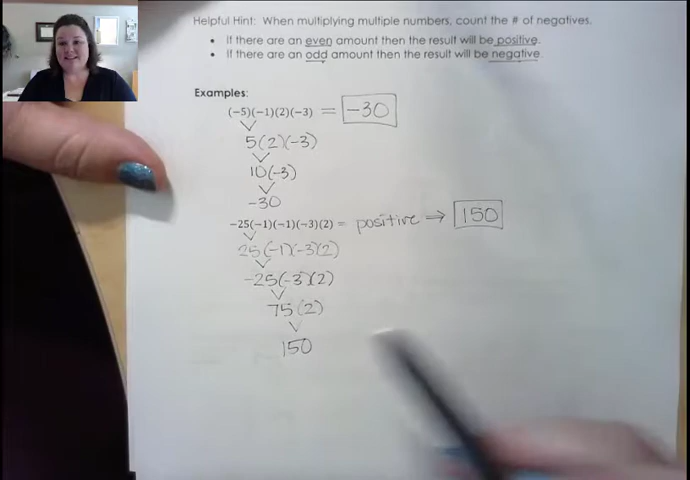 Helpful Hint: When multiplying multiple numbers, count the # of negatives.
• If there are an even amount then the result will be positive.
• If there are an odd amount then the result will be negative.
Examples:
(−5)(−1)(2)(−3) = -30
5(2)(-3)
10(-3)
-30
−25(−1)(−1)(−3)(2) = positive ⇒ 150
25(-1)(-3)(2)
-25(-3)(2)
75(2)
150